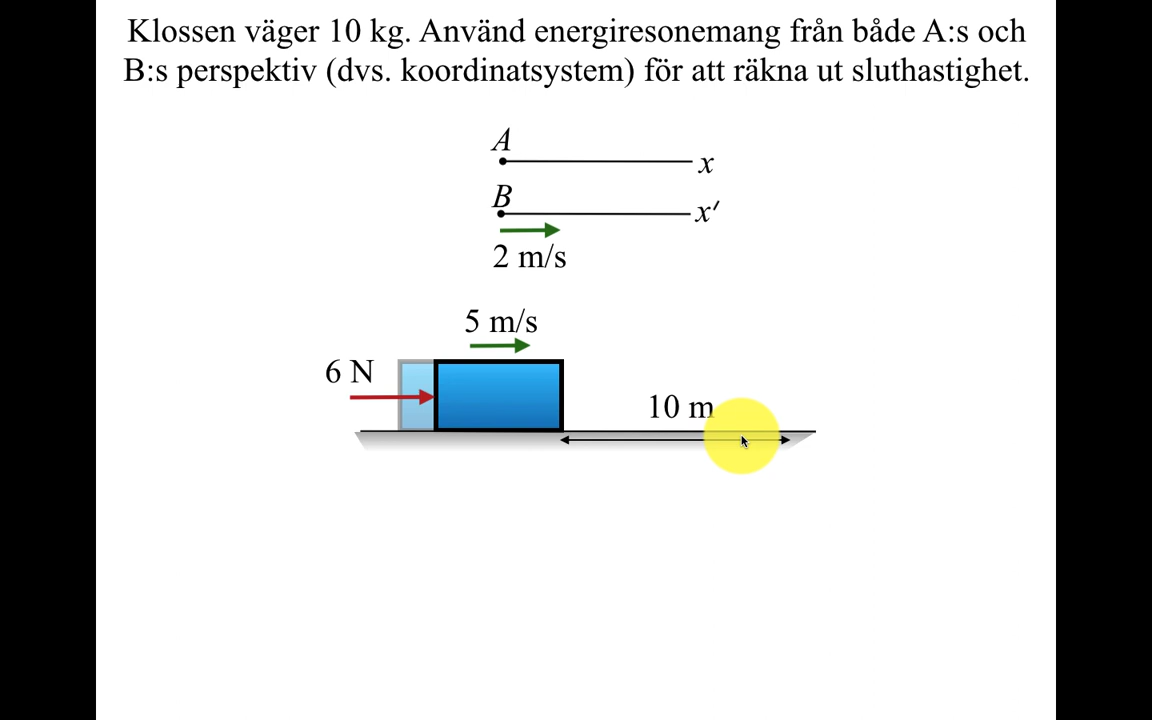 Klossen väger 10 kg. Använd energiresonemang från både A:s och
B:s perspektiv (dvs. koordinatsystem) för att räkna ut sluthastighet.
A
x
B
x′
2 m/s
5 m/s
6 N
10 m